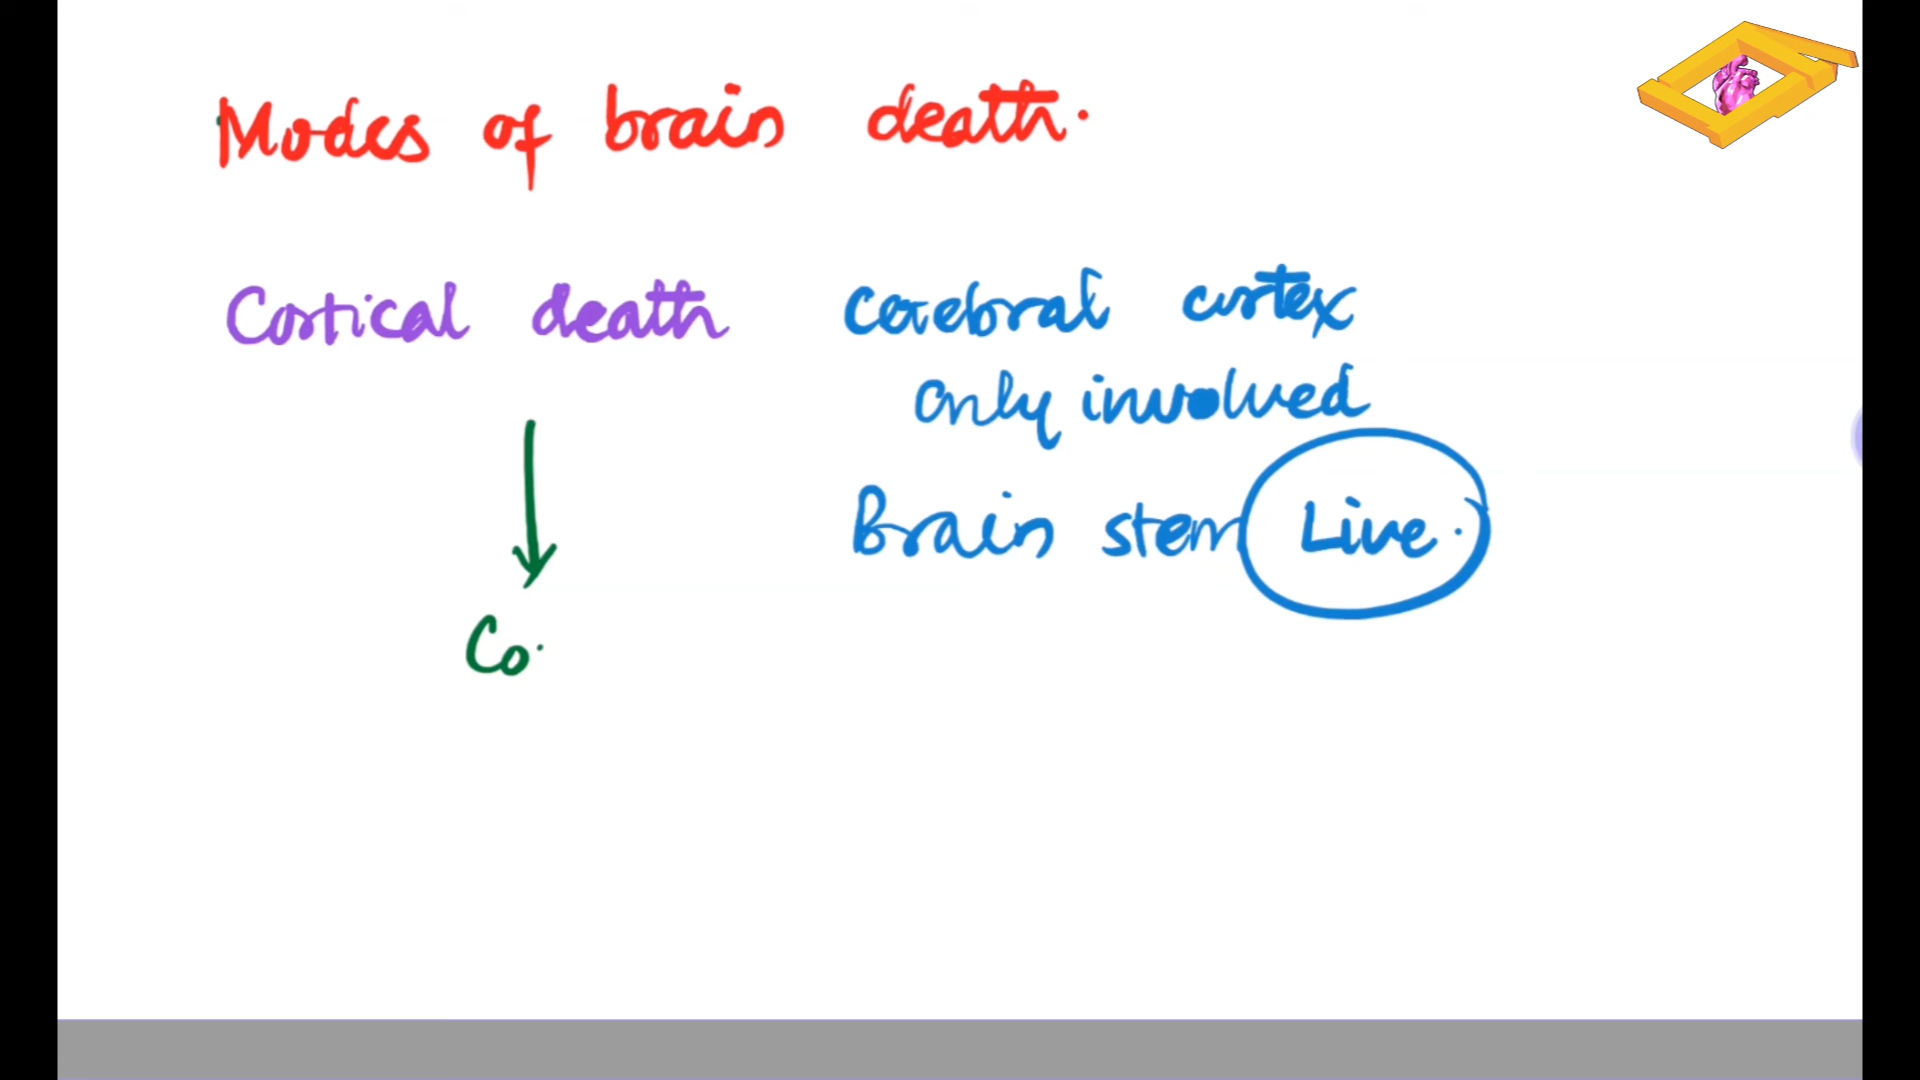 Modes of brain death.
Cortical death Cerebral cortex
only involved
Brain stem Live.
Co